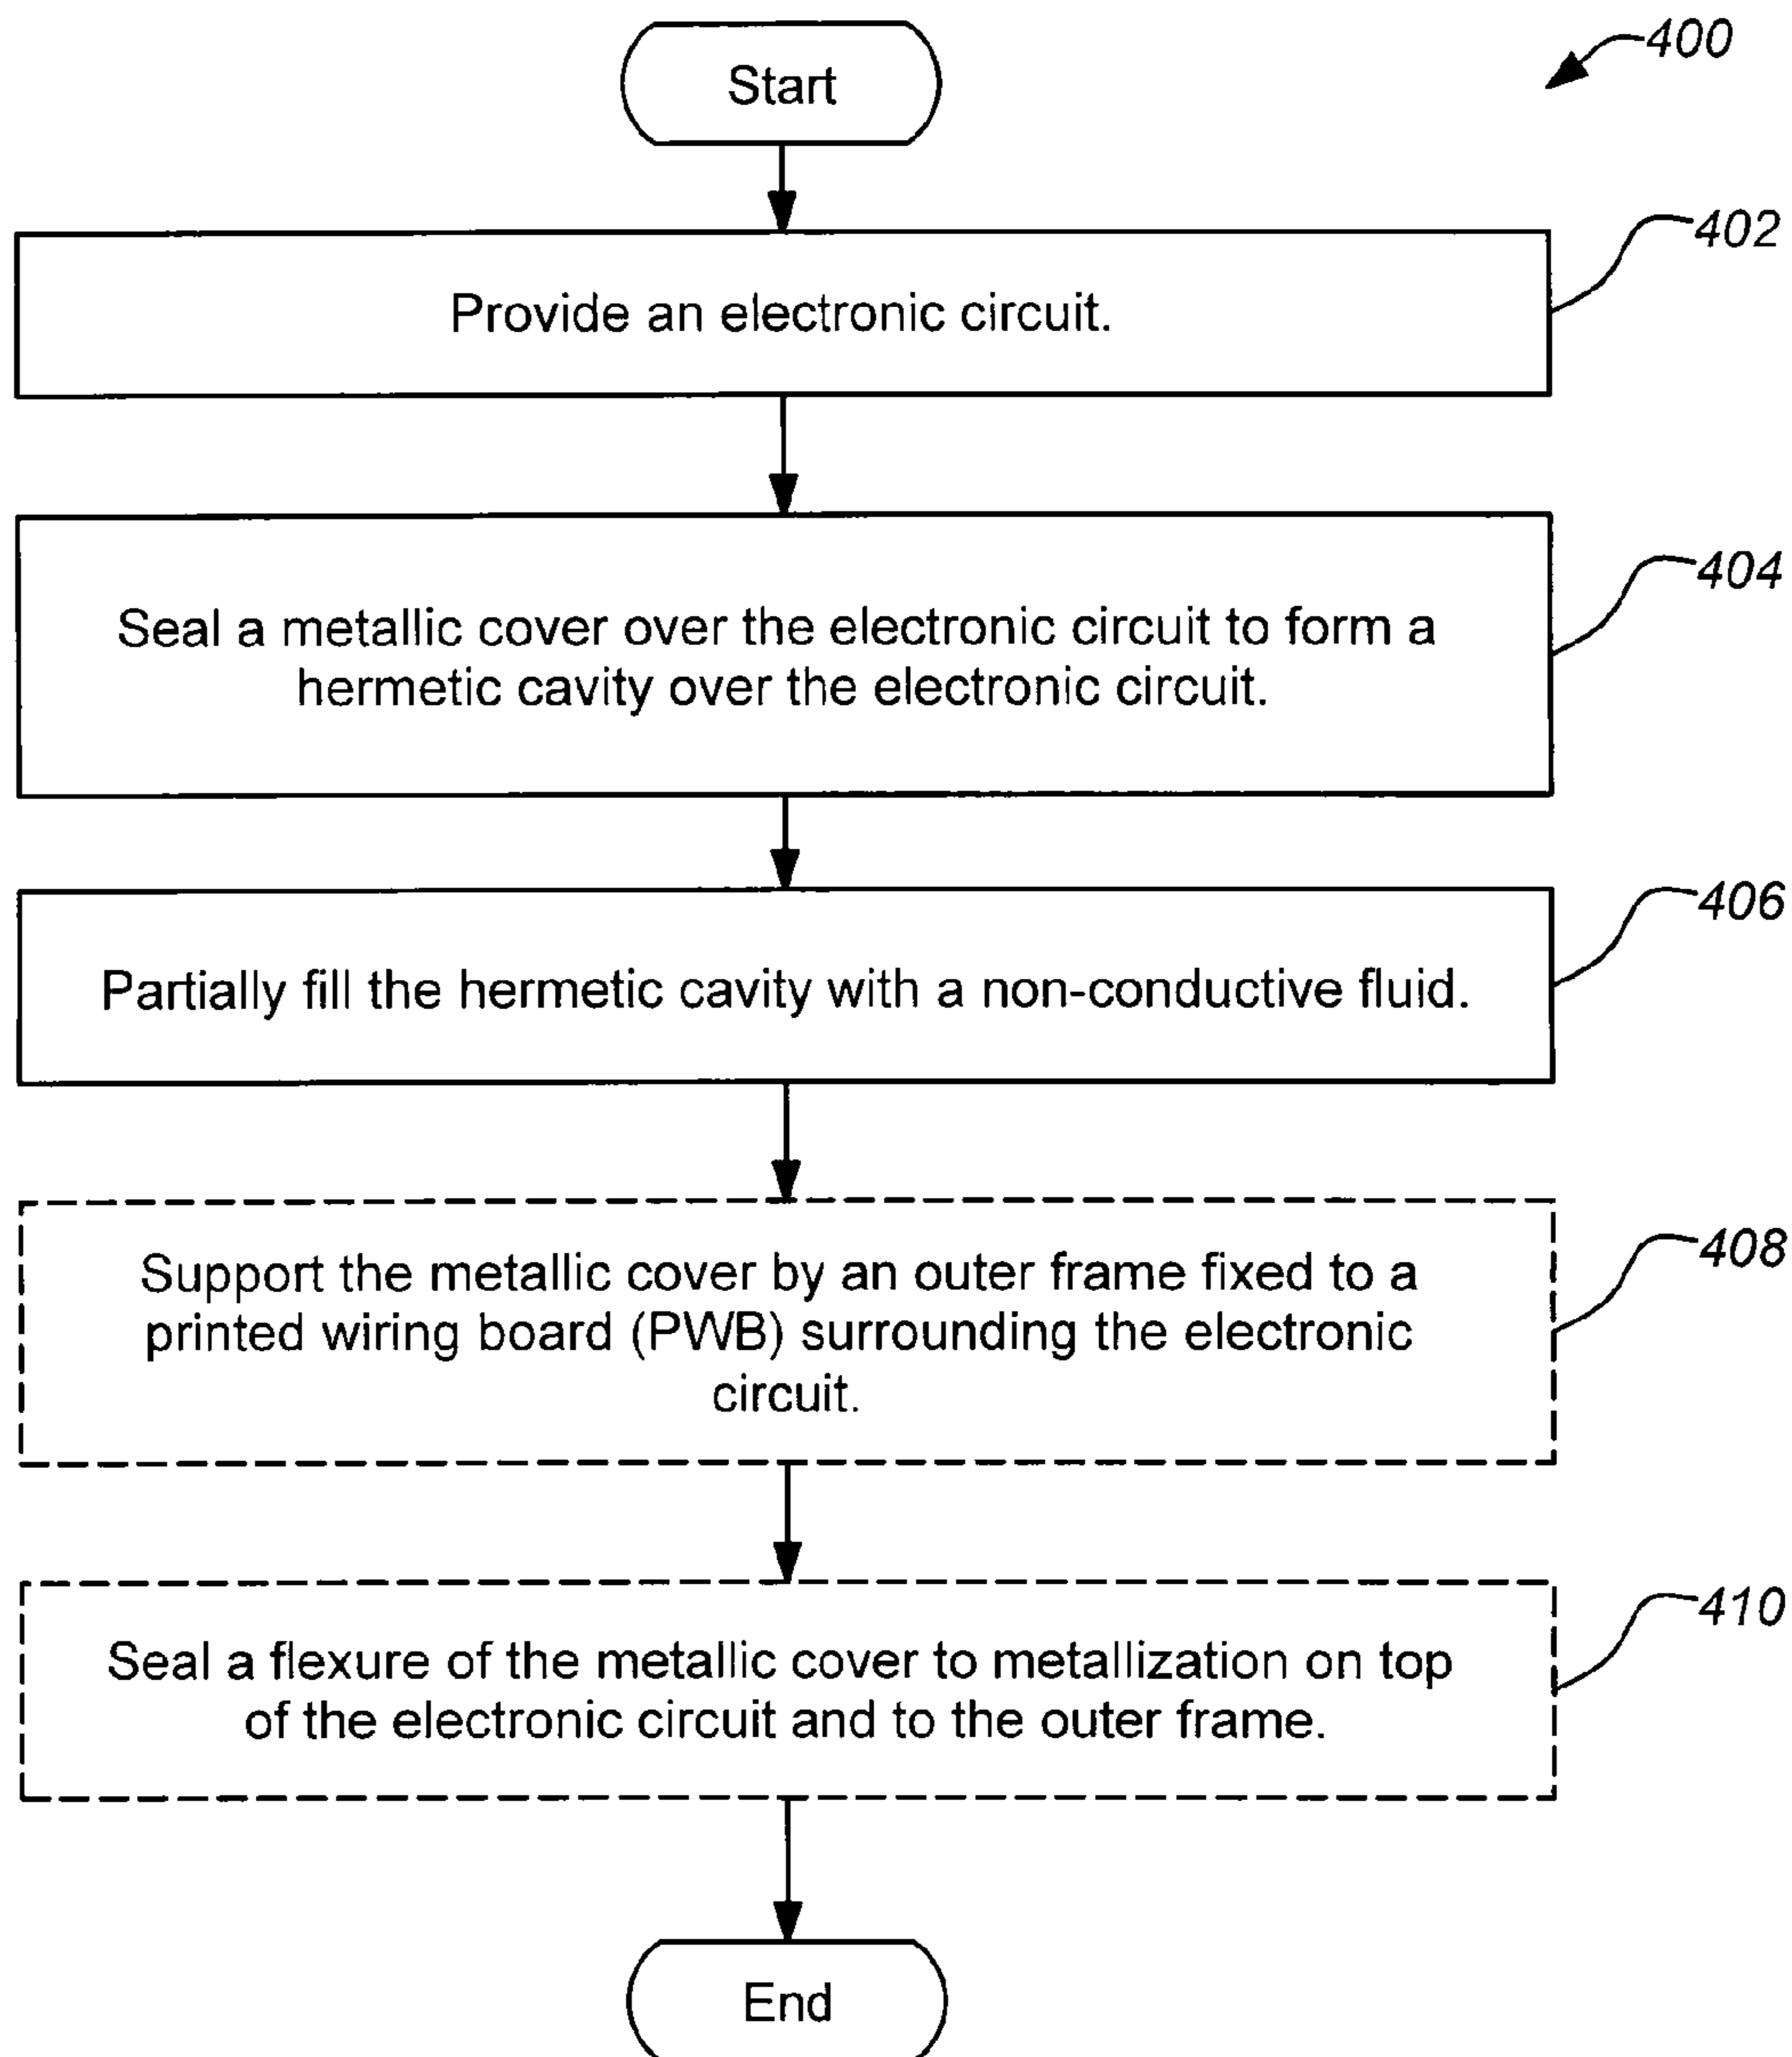 Start
400
Provide an electronic circuit.
402
Seal a metallic cover over the electronic circuit to form a
hermetic cavity over the electronic circuit.
404
Partially fill the hermetic cavity with a non-conductive fluid.
406
Support the metallic cover by an outer frame fixed to a
printed wiring board (PWB) surrounding the electronic
circuit.
408
Seal a flexure of the metallic cover to metallization on top
of the electronic circuit and to the outer frame.
410
End